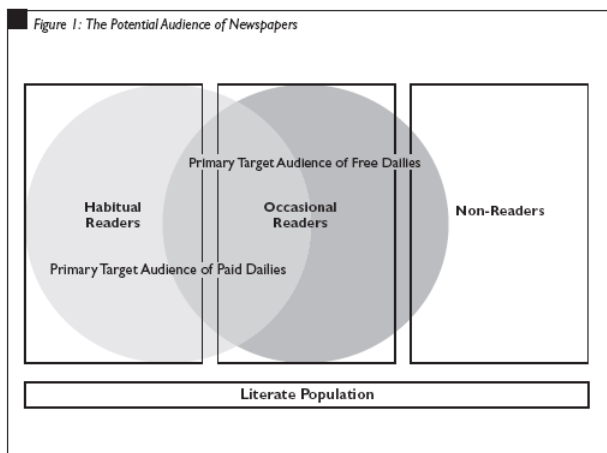 Figure 1: The Potential Audience of Newspapers
Primary Target Audience of Free Dailies
Habitual
Readers
Occasional
Readers
Non-Readers
Primary Target Audience of Paid Dailies
Literate Population